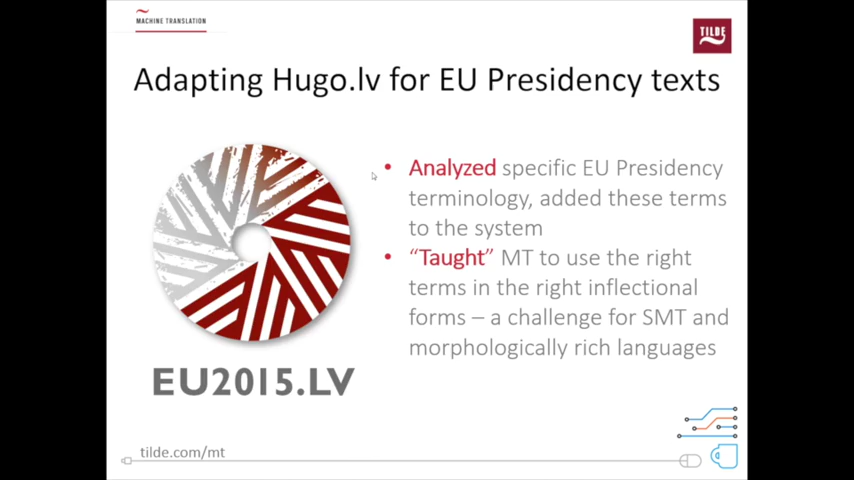 MACHINE TRANSLATION
TILDE
Adapting Hugo.lv for EU Presidency texts
• Analyzed specific EU Presidency
terminology, added these terms
to the system
• “Taught” MT to use the right
terms in the right inflectional
forms – a challenge for SMT and
morphologically rich languages
EU2015.LV
tilde.com/mt